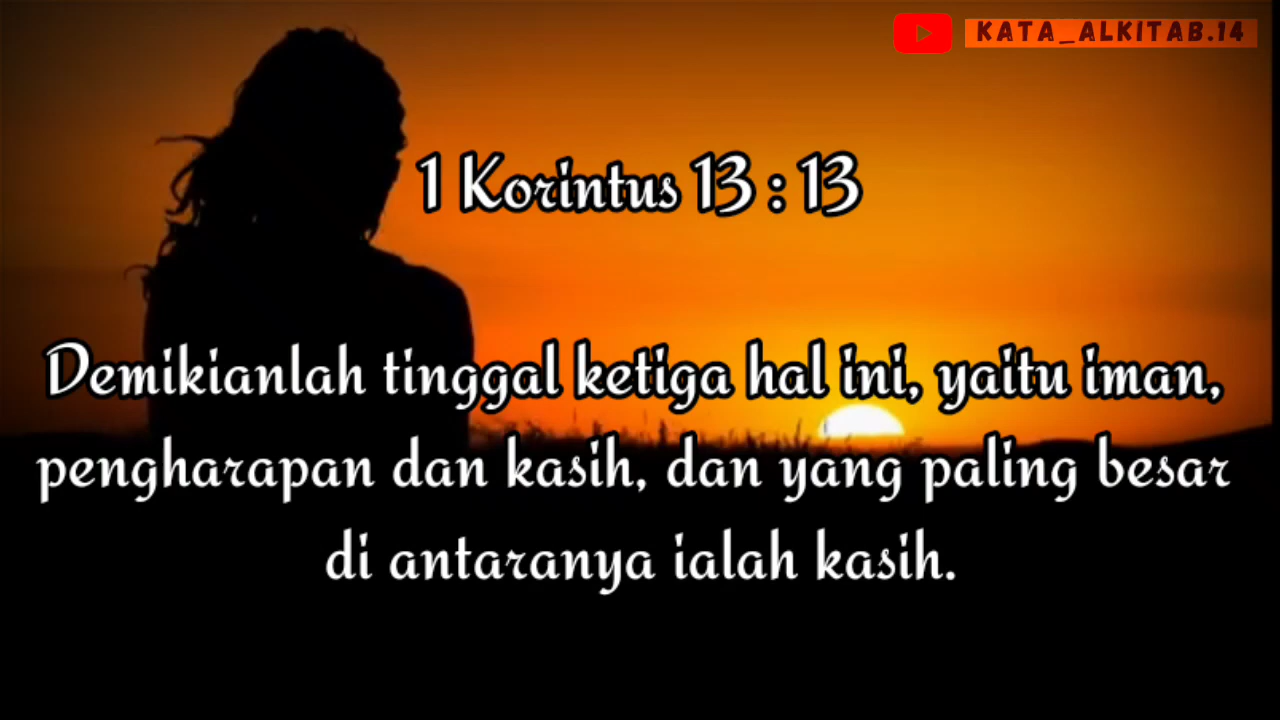 KATA_ALKITAB.14
1 Korintus 13 : 13
Demikianlah tinggal ketiga hal ini, yaitu iman,
pengharapan dan kasih, dan yang paling besar
di antaranya ialah kasih.